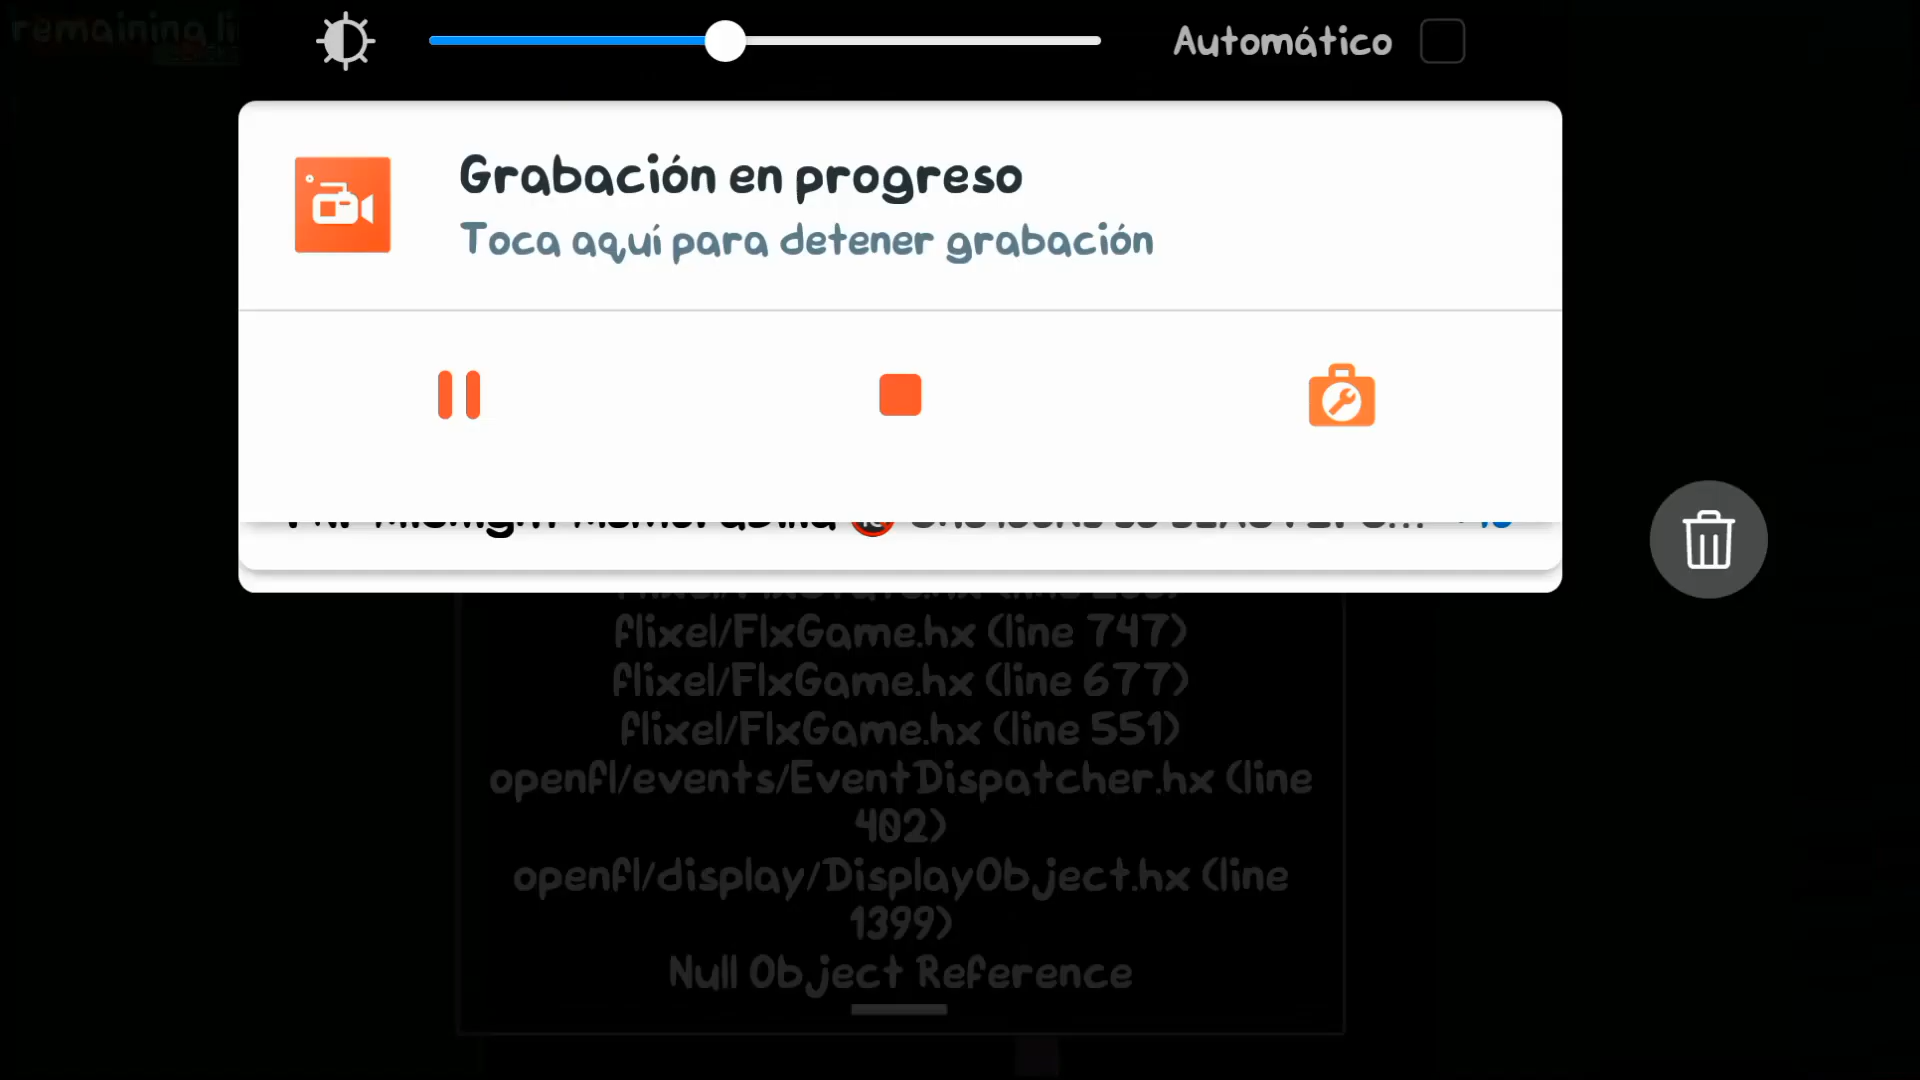 remaining li
Automático
Grabación en progreso
Toca aquí para detener grabación
flixel/FlxGame.hx (line 747)
flixel/FlxGame.hx (line 677)
flixel/FlxGame.hx (line 551)
openfl/events/EventDispatcher.hx (line
402)
openfl/display/DisplayObject.hx (line
1399)
Null Object Reference